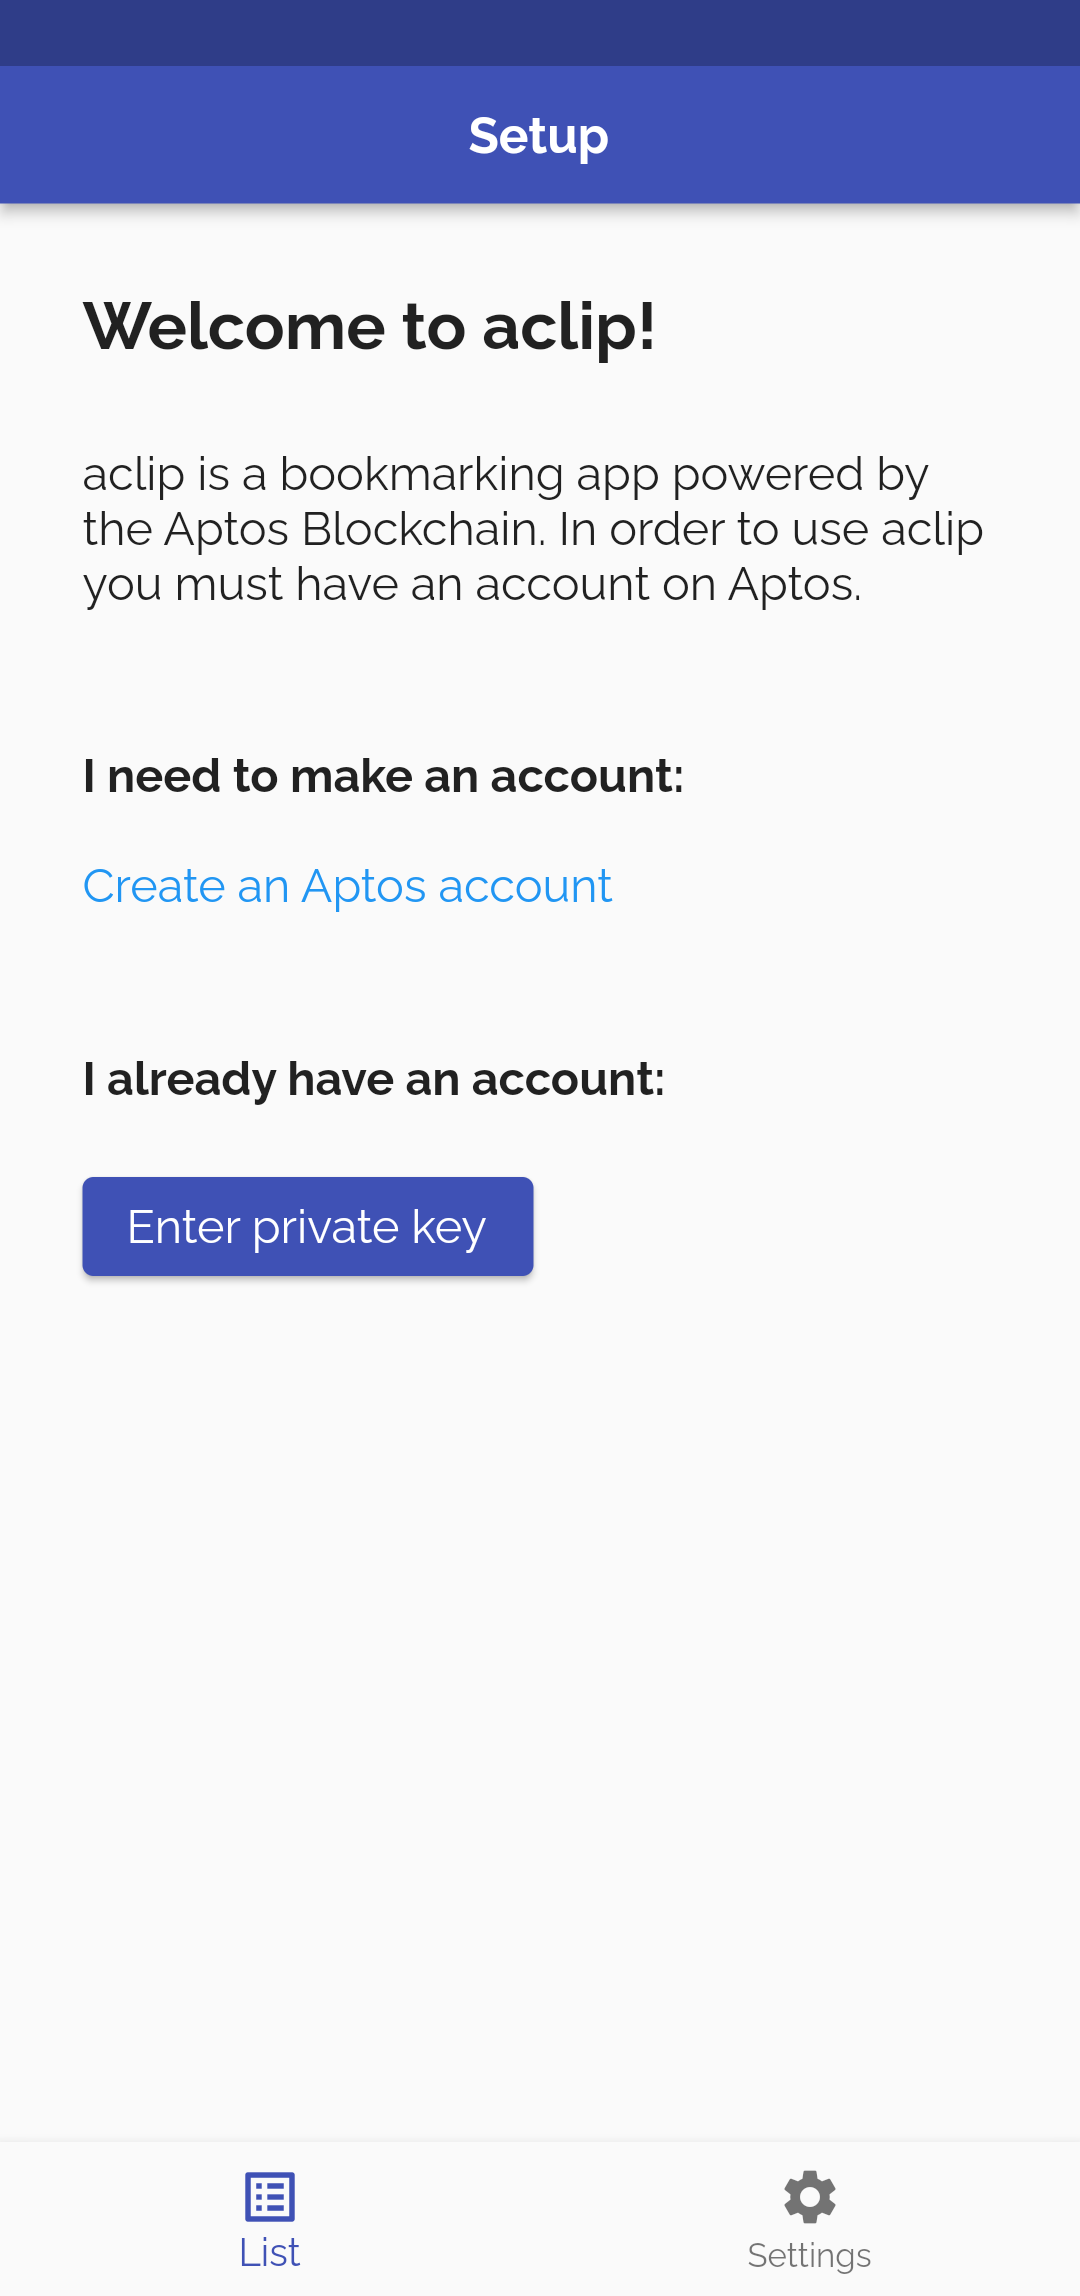 Setup
Welcome to aclip!
aclip is a bookmarking app powered by
the Aptos Blockchain. In order to use aclip
you must have an account on Aptos.
I need to make an account:
Create an Aptos account
I already have an account:
Enter private key
List
Settings